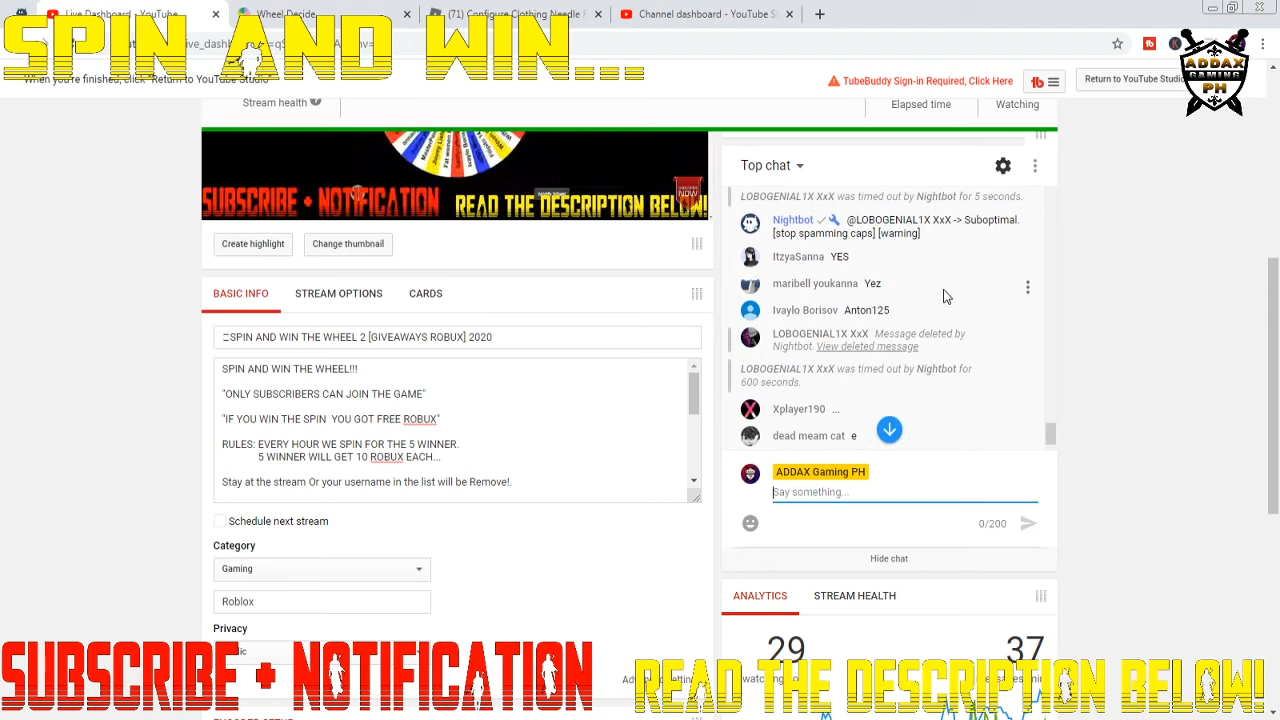 Live Dashboard - YouTube
Wheel Decide
(71) Configure Clothing Needle F
Channel dashboard - YouTube St
SPIN AND WIN...
ive_dashb
When you're finished, click "Return to YouTube Studio"
TubeBuddy Sign-in Required, Click Here
Return to YouTube Studio
ADDAX
GAMING
PH
Stream health
Elapsed time
Watching
SUBSCRIBE + NOTIFICATION
READ THE DESCRIPTION BELOW!
SUBSCRIBE
NOW
Create highlight
Change thumbnail
BASIC INFO
STREAM OPTIONS
CARDS
SPIN AND WIN THE WHEEL 2 [GIVEAWAYS ROBUX] 2020
SPIN AND WIN THE WHEEL!!!
"ONLY SUBSCRIBERS CAN JOIN THE GAME"
"IF YOU WIN THE SPIN YOU GOT FREE ROBUX"
RULES: EVERY HOUR WE SPIN FOR THE 5 WINNER.
5 WINNER WILL GET 10 ROBUX EACH...
Stay at the stream Or your username in the list will be Remove!.
Schedule next stream
Category
Gaming
Roblox
Privacy
Top chat
LOBOGENIAL1X XxX was timed out by Nightbot for 5 seconds.
Nightbot @LOBOGENIAL1X XxX -> Suboptimal.
[stop spamming caps] [warning]
ItzyaSanna YES
maribell youkanna Yez
Ivaylo Borisov Anton125
LOBOGENIAL1X XxX Message deleted by
Nightbot. View deleted message
LOBOGENIAL1X XxX was timed out by Nightbot for
600 seconds.
Xplayer190 ...
dead meam cat e
ADDAX Gaming PH
Say something...
0/200
Hide chat
ANALYTICS
STREAM HEALTH
29
37
SUBSCRIBE + NOTIFICATION
READ THE DESCRIPTION BELOW!